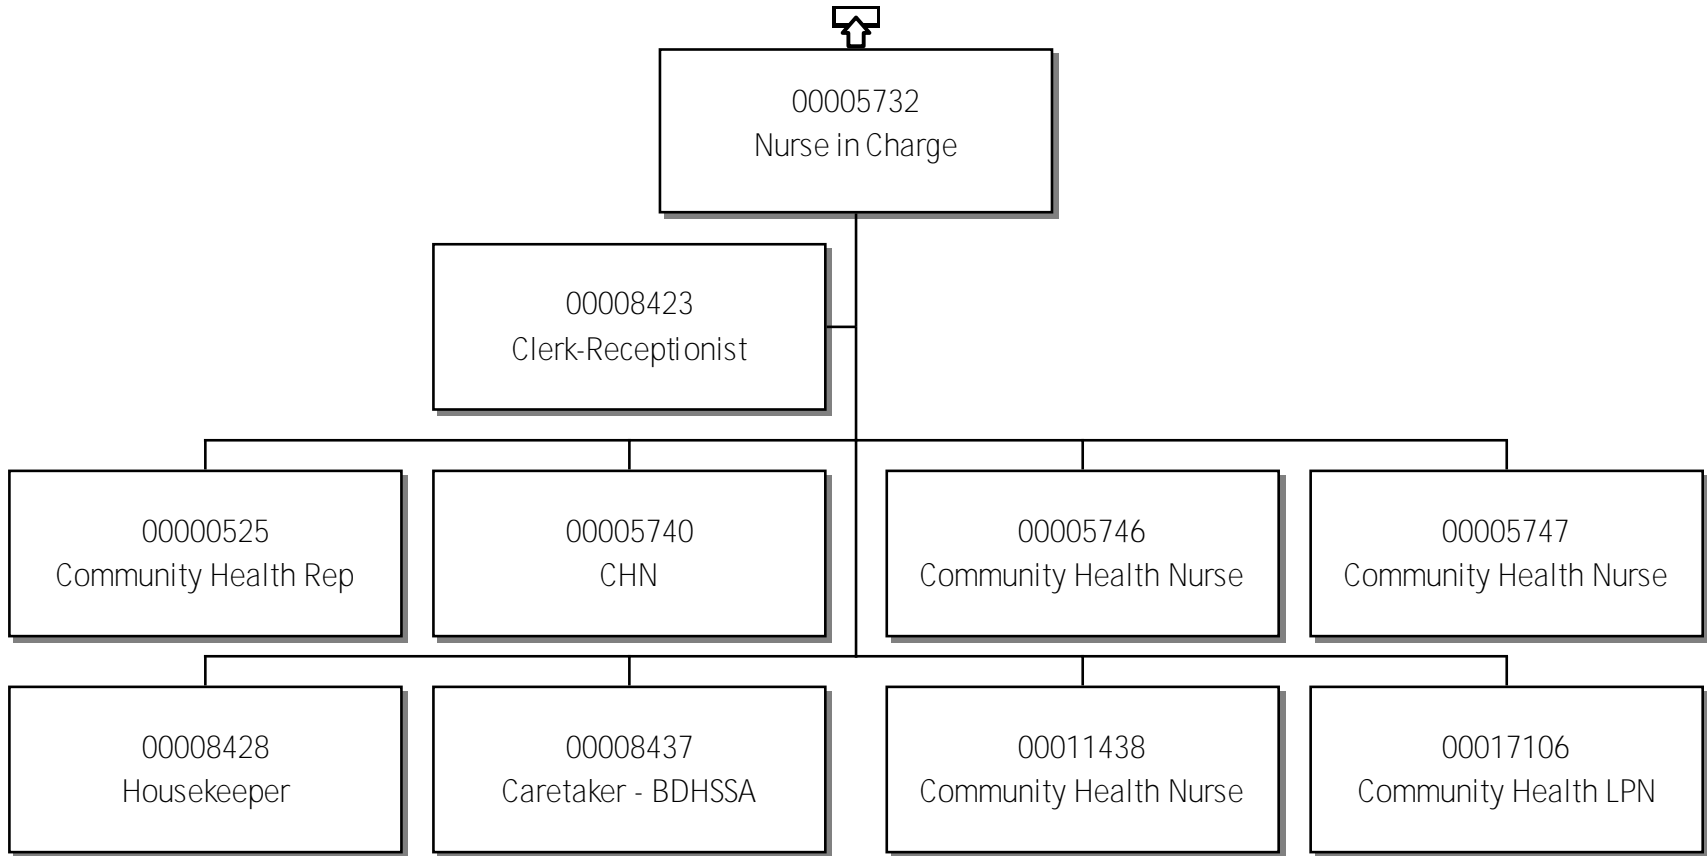 00005732
Nurse in Charge
00008423
Clerk-Receptionist
00000525
Community Health Rep
00005740
CHN
00005746
Community Health Nurse
00005747
Community Health Nurse
00008428
Housekeeper
00008437
Caretaker - BDHSSA
00011438
Community Health Nurse
00017106
Community Health LPN